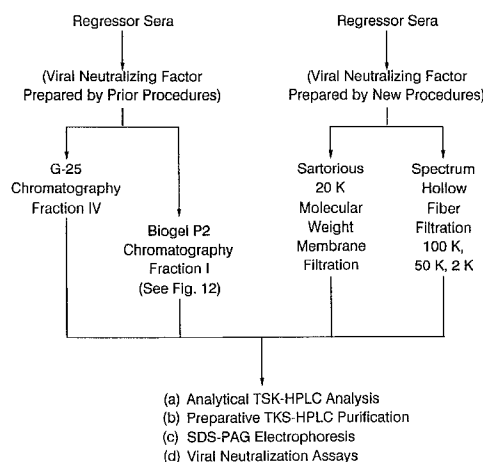 Regressor Sera
(Viral Neutralizing Factor
Prepared by Prior Procedures)
G-25
Chromatography
Fraction IV
Biogel P2
Chromatography
Fraction I
(See Fig. 12)
Regressor Sera
(Viral Neutralizing Factor
Prepared by New Procedures)
Sartorious
20 K
Molecular
Weight
Membrane
Filtration
Spectrum
Hollow
Fiber
Filtration
100 K,
50 K, 2 K
(a) Analytical TSK-HPLC Analysis
(b) Preparative TKS-HPLC Purification
(c) SDS-PAG Electrophoresis
(d) Viral Neutralization Assays